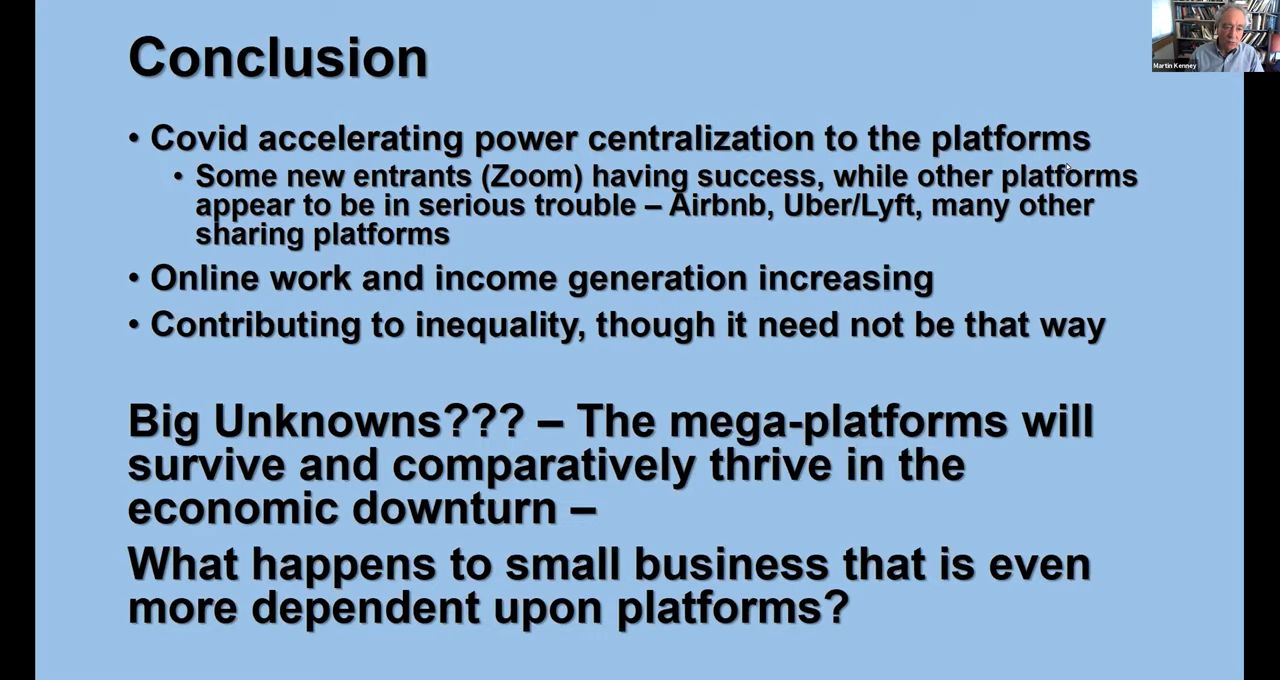 Conclusion
Martin Kenney
• Covid accelerating power centralization to the platforms
• Some new entrants (Zoom) having success, while other platforms
appear to be in serious trouble – Airbnb, Uber/Lyft, many other
sharing platforms
• Online work and income generation increasing
• Contributing to inequality, though it need not be that way
Big Unknowns??? – The mega-platforms will
survive and comparatively thrive in the
economic downturn –
What happens to small business that is even
more dependent upon platforms?